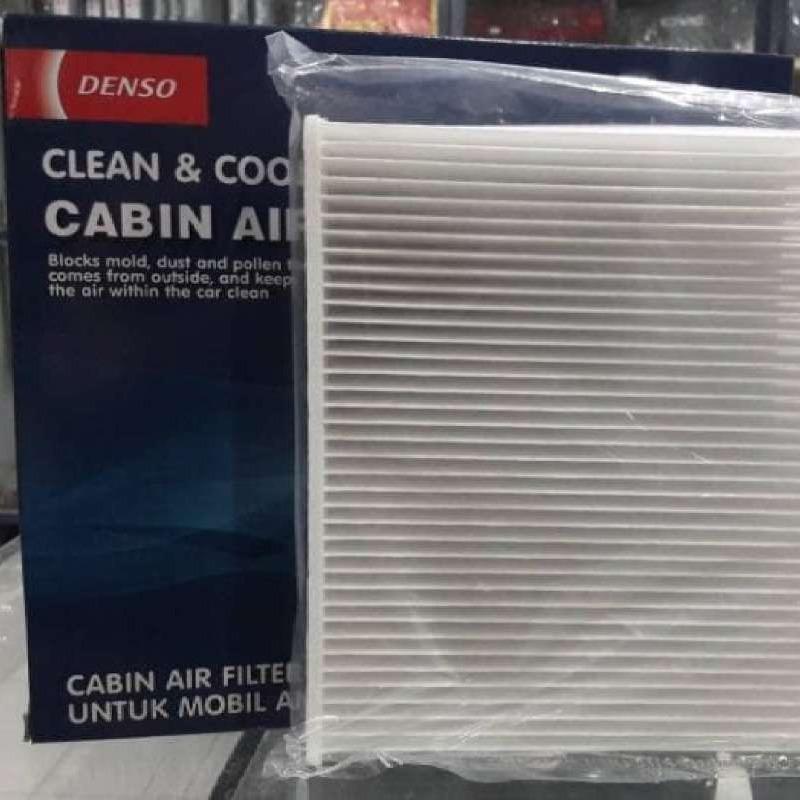 DENSO
CLEAN & COO
CABIN AI
Blocks mold, dust and pollen
comes from outside, and keep
the air within the car clean
CABIN AIR FILTE
UNTUK MOBIL A